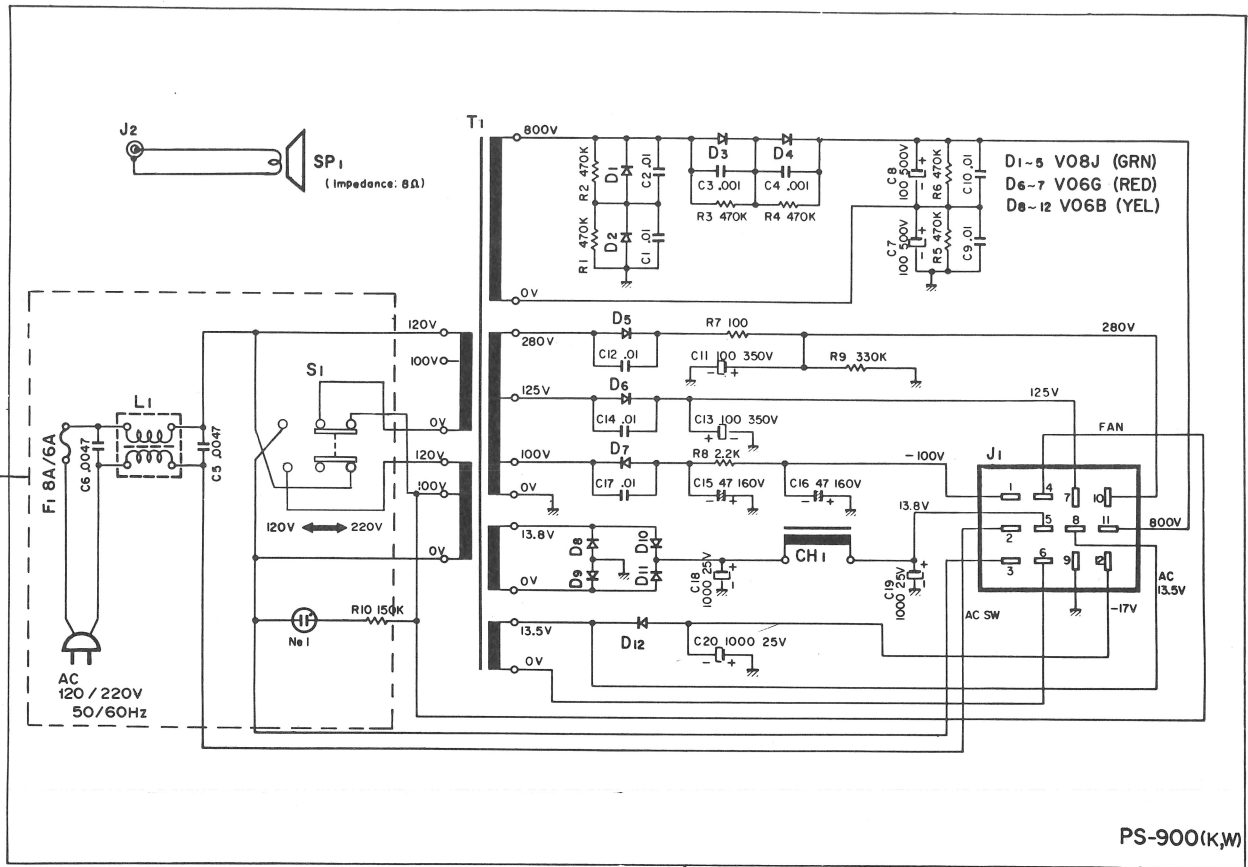 J2
SP1
(Impedance: 8Ω)
T1
800V
R2 470K
D1
C2 .01
R1 470K
D2
C1 .01
D3
D4
C3 .001
C4 .001
R3 470K
R4 470K
C8
100 500V
+
-
R6 470K
C10 .01
C7
100 500V
+
-
R5 470K
C9 .01
D1~5 V08J (GRN)
D6~7 V06G (RED)
D8~12 V06B (YEL)
0V
120V
100V
0V
120V
100V
0V
280V
D5
C12 .01
R7 100
C11 100 350V
- +
R9 330K
280V
125V
D6
C14 .01
C13 100 350V
+ -
125V
FAN
100V
D7
C17 .01
R8 2.2K
C15 47 160V
- +
C16 47 160V
- +
-100V
0V
J1
1
4
7
10
2
5
8
11
3
6
9
12
13.8V
800V
AC
13.5V
-17V
AC SW
13.8V
D8
D10
D9
D11
C18
1000 25V
+
-
CH1
C19
1000 25V
+
-
0V
13.5V
D12
C20 1000 25V
- +
0V
S1
120V
220V
L1
F1 8A/6A
C6 .0047
C5 .0047
Ne1
R10 150K
AC
120/220V
50/60Hz
PS-900(K,W)